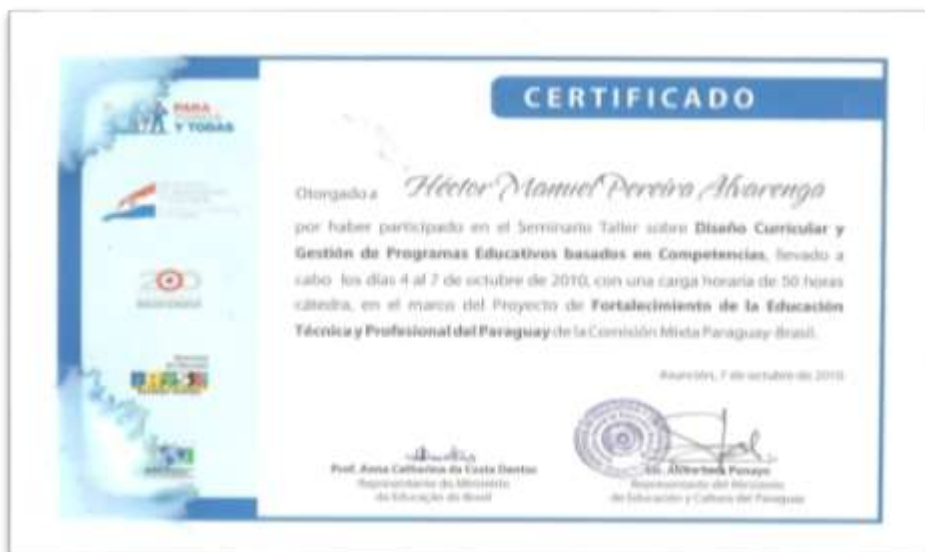 PARA
Y TODAS
200
CERTIFICADO
Otorgado a Héctor Manuel Pereira Alvarenga
por haber participado en el Seminario Taller sobre Diseño Curricular y
Gestión de Programas Educativos basados en Competencias, llevado a
cabo los días 4 al 7 de octubre de 2010, con una carga horaria de 50 horas
cátedra, en el marco del Proyecto de Fortalecimiento de la Educación
Técnica y Profesional del Paraguay de la Comisión Mixta Paraguay-Brasil.
Asunción, 7 de octubre de 2010
Prof. Anna Catharina da Costa Dantas
Representante do Ministério
da Educação do Brasil
Representante del Ministerio
de Educación y Cultura del Paraguay